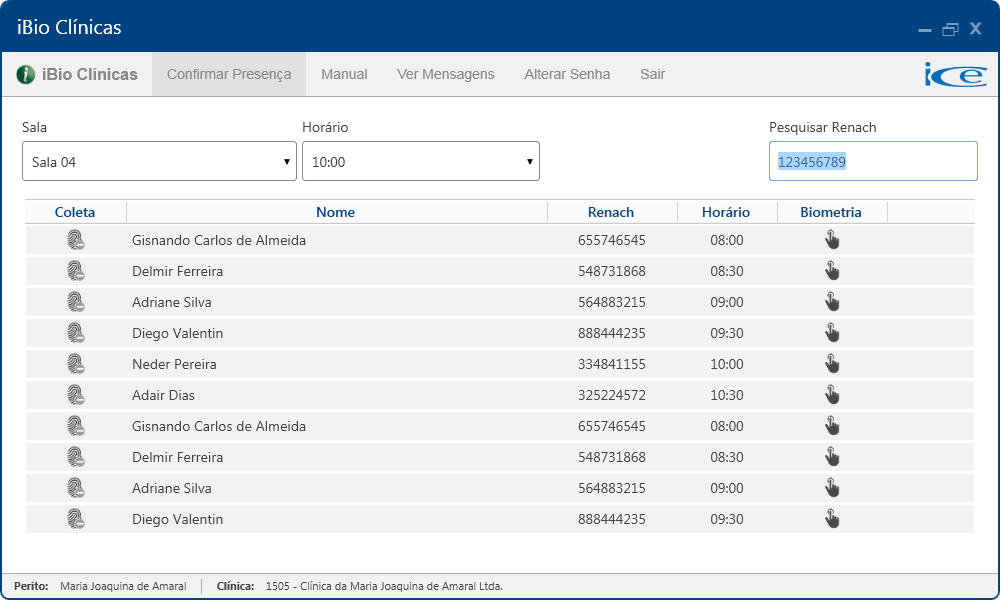 iBio Clínicas
iBio Clínicas Confirmar Presença Manual Ver Mensagens Alterar Senha Sair ice
Sala Horário Pesquisar Renach
Sala 04 10:00 123456789
Coleta Nome Renach Horário Biometria
Gisnando Carlos de Almeida 655746545 08:00
Delmir Ferreira 548731868 08:30
Adriane Silva 564883215 09:00
Diego Valentin 888444235 09:30
Neder Pereira 334841155 10:00
Adair Dias 325224572 10:30
Gisnando Carlos de Almeida 655746545 08:00
Delmir Ferreira 548731868 08:30
Adriane Silva 564883215 09:00
Diego Valentin 888444235 09:30
Perito: Maria Joaquina de Amaral Clínica: 1505 - Clínica da Maria Joaquina de Amaral Ltda.